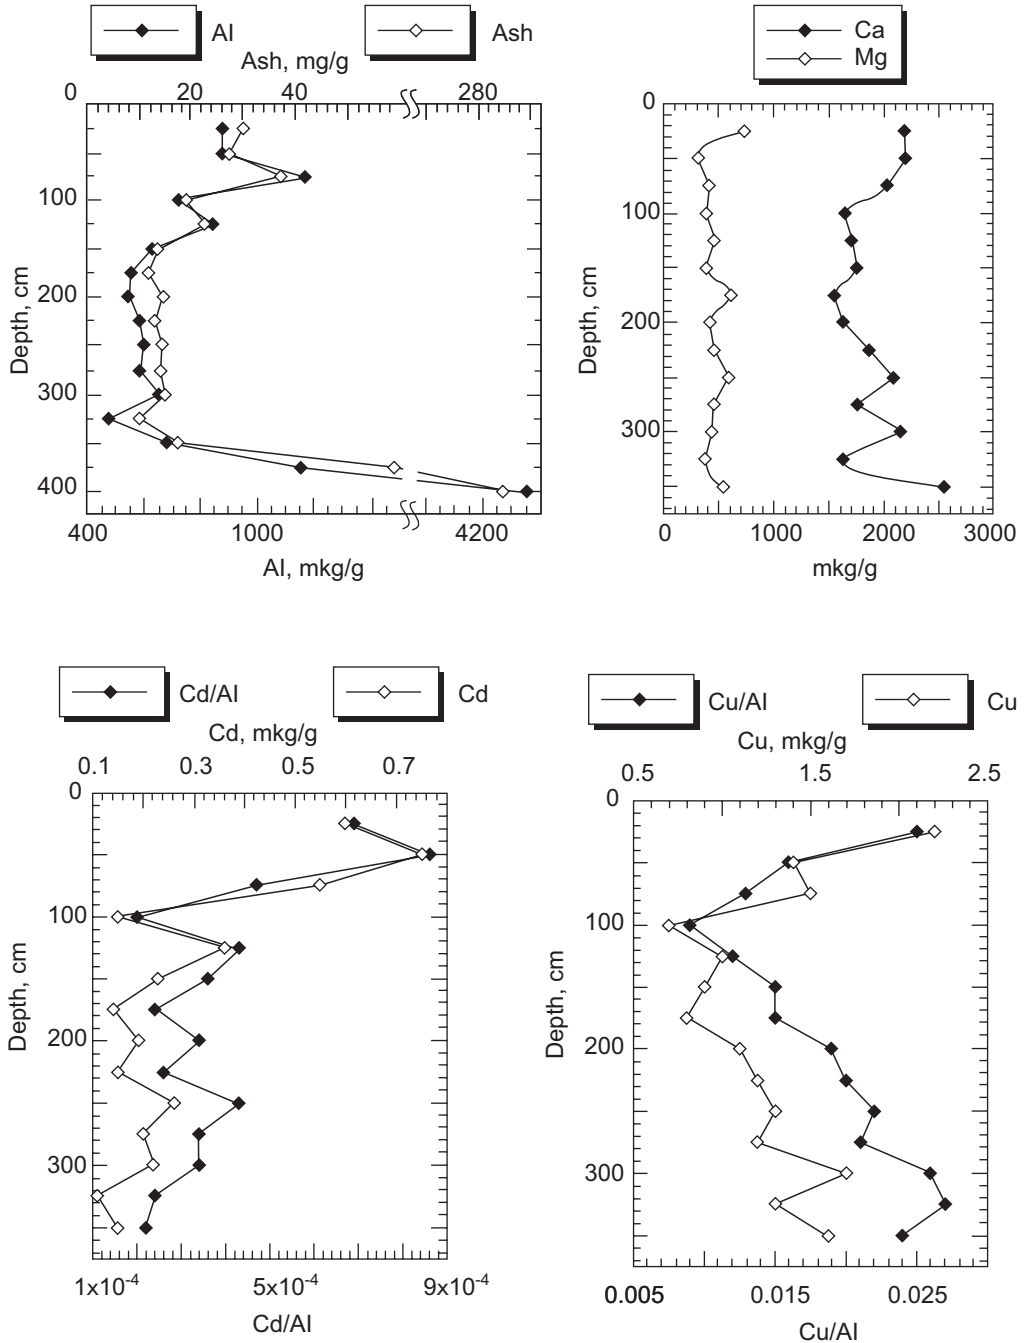 Al
Ash
Ash, mg/g
0
20
40
280
100
200
300
400
Depth, cm
400
1000
4200
Al, mkg/g
Ca
Mg
0
100
200
300
Depth, cm
0
1000
2000
3000
mkg/g
Cd/Al
Cd
Cd, mkg/g
0.1
0.3
0.5
0.7
0
100
200
300
Depth, cm
1x10⁻⁴
5x10⁻⁴
9x10⁻⁴
Cd/Al
Cu/Al
Cu
Cu, mkg/g
0.5
1.5
2.5
0
100
200
300
Depth, cm
0.005
0.015
0.025
Cu/Al